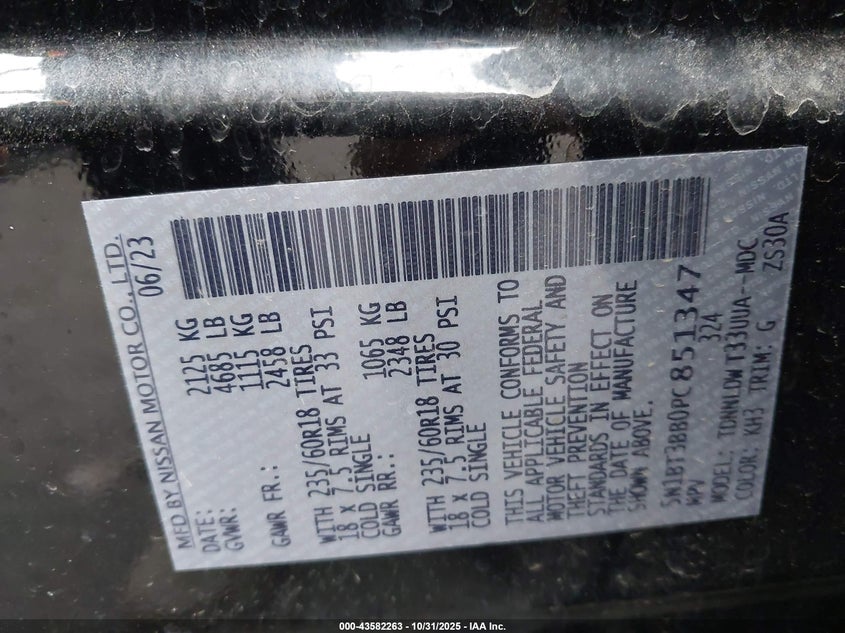 MFD BY NISSAN MOTOR CO., LTD.
DATE: 06/23
GVWR: 2125 KG
4685 LB
GAWR FR.: 1115 KG
2458 LB
WITH 235/60R18 TIRES
18 X 7.5 RIMS AT 33 PSI
COLD SINGLE
GAWR RR.: 1065 KG
2348 LB
WITH 235/60R18 TIRES
18 X 7.5 RIMS AT 30 PSI
COLD SINGLE
THIS VEHICLE CONFORMS TO
ALL APPLICABLE FEDERAL
MOTOR VEHICLE SAFETY AND
THEFT PREVENTION
STANDARDS IN EFFECT ON
THE DATE OF MANUFACTURE
SHOWN ABOVE.
5N1BT3BB0PC851347
MPV 324
MODEL: TDNNLDW T33UUA--MDC
COLOR: KH3 TRIM: G ZS30A
000-43582263 - 10/31/2025 - IAA Inc.